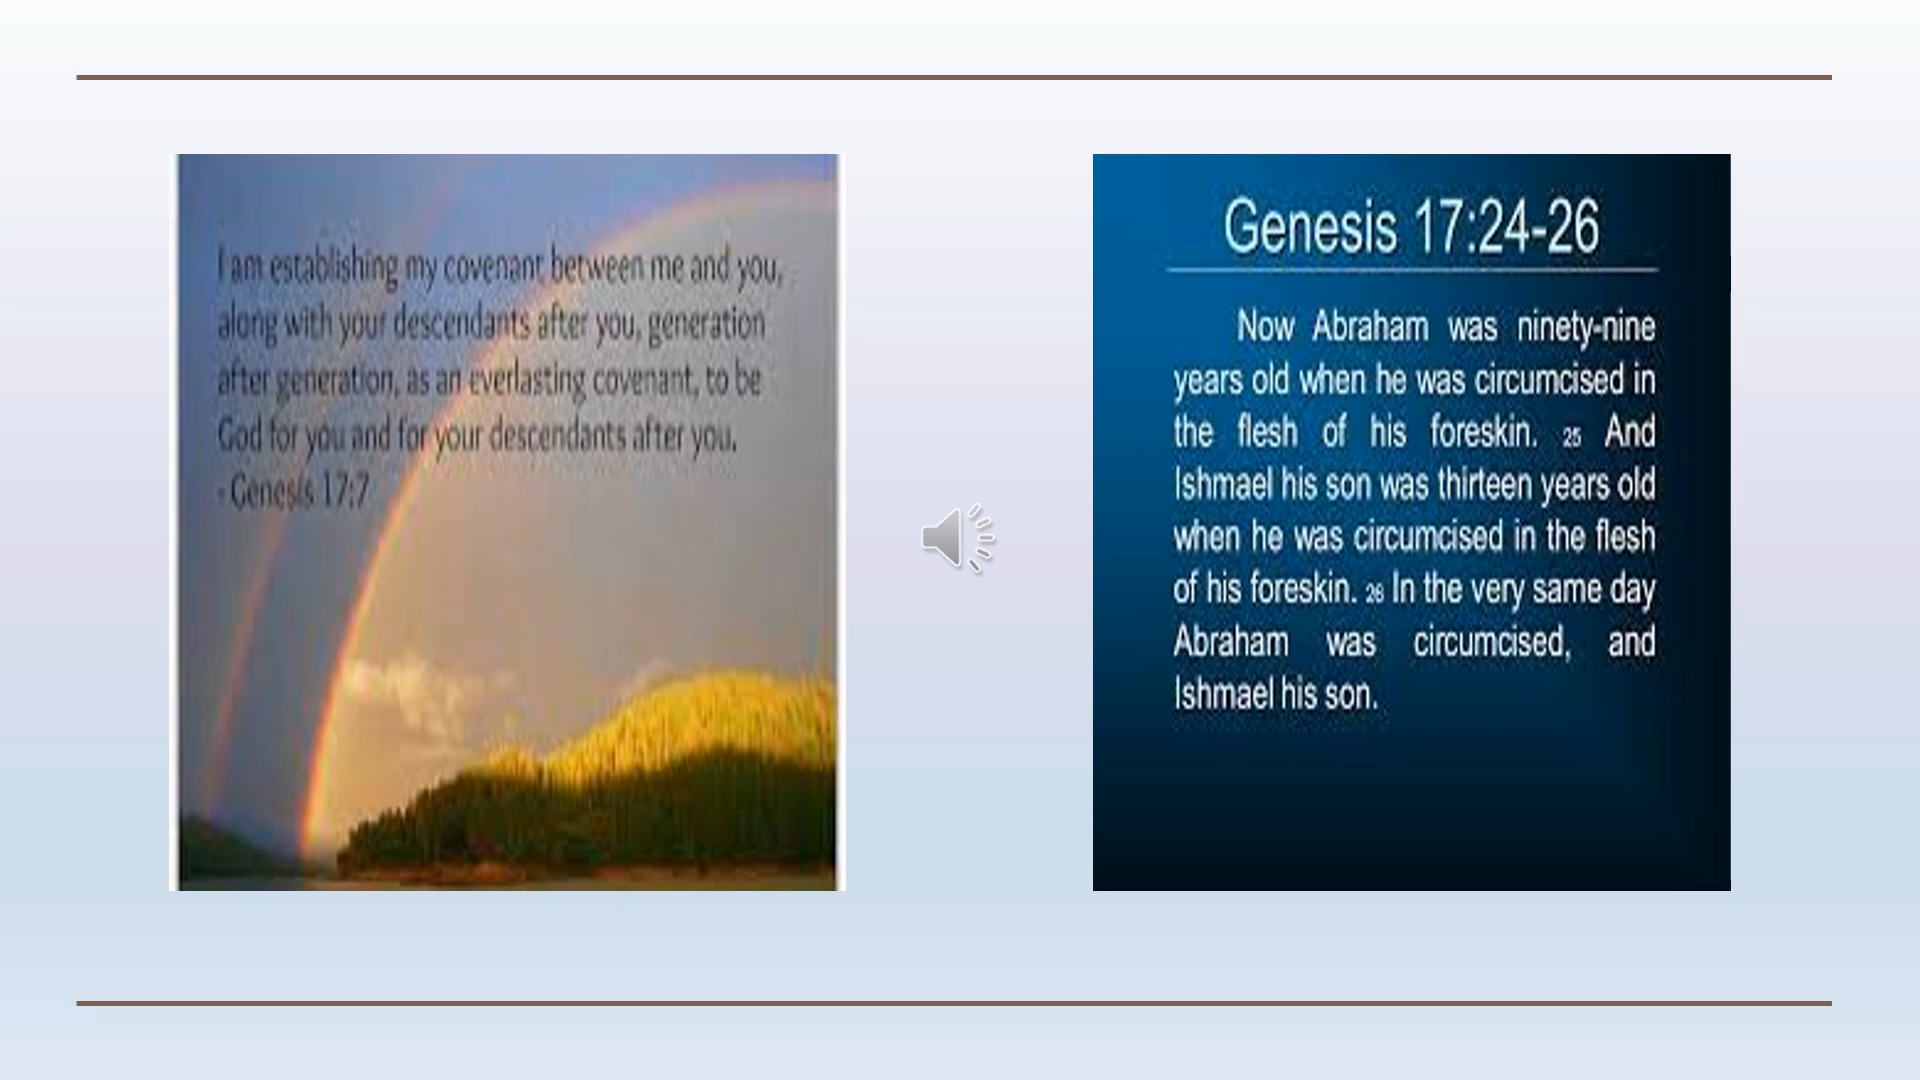 I am establishing my covenant between me and you,
along with your descendants after you, generation
after generation, as an everlasting covenant, to be
God for you and for your descendants after you.
- Genesis 17:7
Genesis 17:24-26
Now Abraham was ninety-nine
years old when he was circumcised in
the flesh of his foreskin. 25 And
Ishmael his son was thirteen years old
when he was circumcised in the flesh
of his foreskin. 26 In the very same day
Abraham was circumcised, and
Ishmael his son.